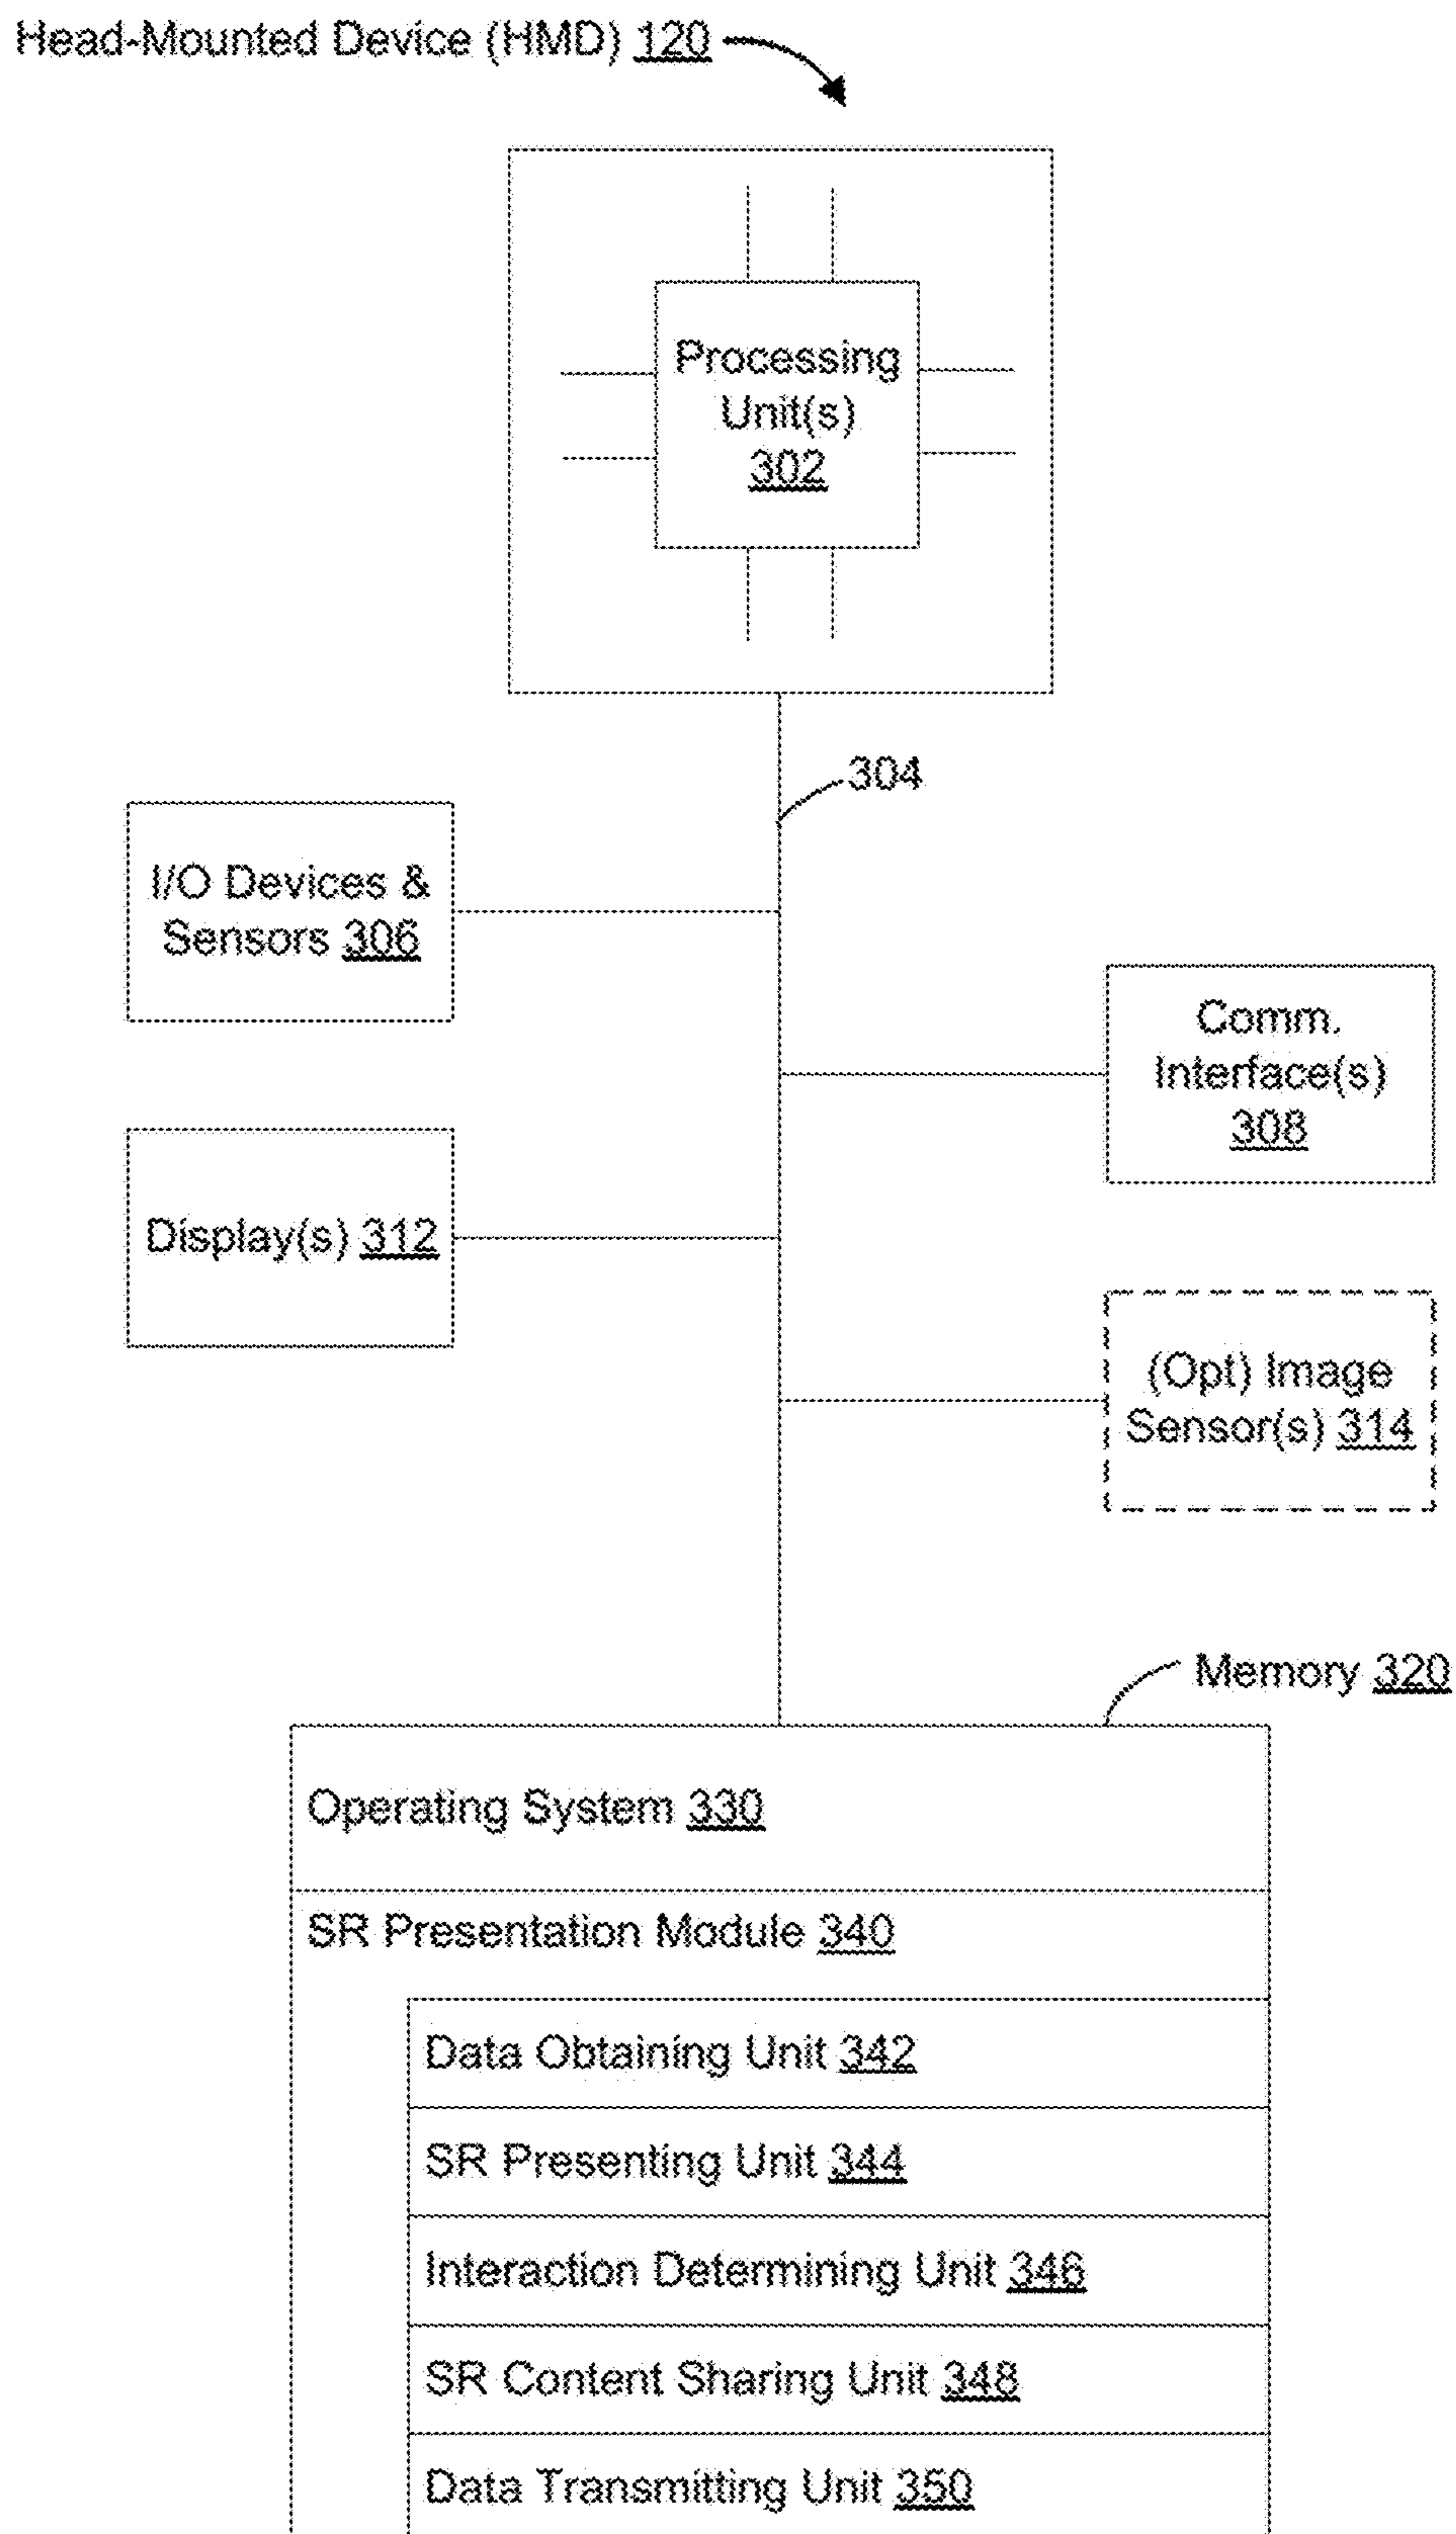 Head-Mounted Device (HMD) 120
Processing
Unit(s)
302
304
I/O Devices &
Sensors 306
Comm.
Interface(s)
308
Display(s) 312
(Opt) Image
Sensor(s) 314
Memory 320
Operating System 330
SR Presentation Module 340
Data Obtaining Unit 342
SR Presenting Unit 344
Interaction Determining Unit 346
SR Content Sharing Unit 348
Data Transmitting Unit 350